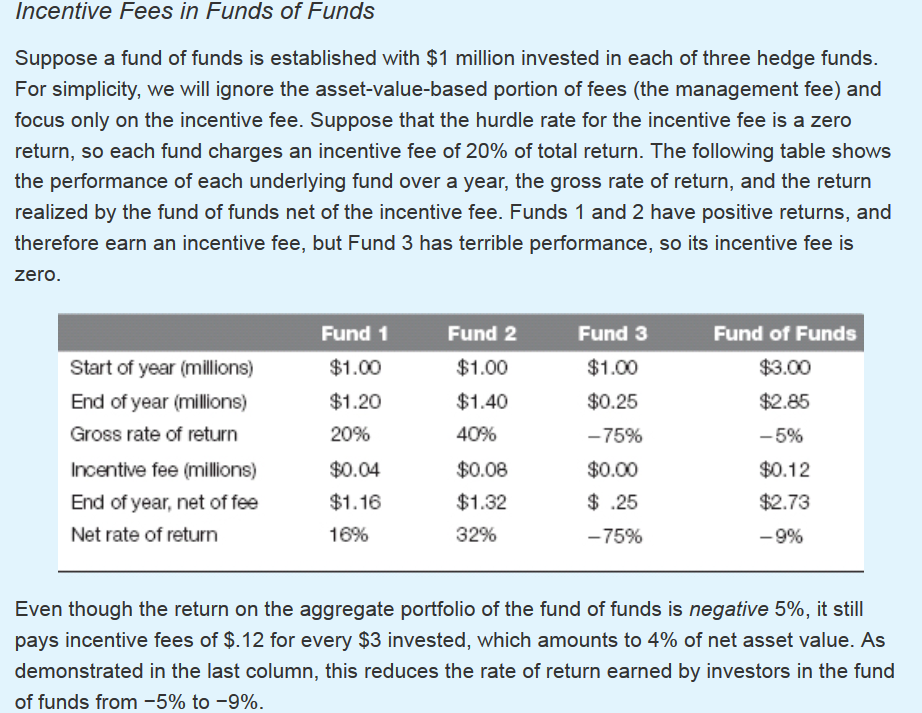 Incentive Fees in Funds of Funds
Suppose a fund of funds is established with $1 million invested in each of three hedge funds.
For simplicity, we will ignore the asset-value-based portion of fees (the management fee) and
focus only on the incentive fee. Suppose that the hurdle rate for the incentive fee is a zero
return, so each fund charges an incentive fee of 20% of total return. The following table shows
the performance of each underlying fund over a year, the gross rate of return, and the return
realized by the fund of funds net of the incentive fee. Funds 1 and 2 have positive returns, and
therefore earn an incentive fee, but Fund 3 has terrible performance, so its incentive fee is
zero.
Fund 1 Fund 2 Fund 3 Fund of Funds
Start of year (millions) $1.00 $1.00 $1.00 $3.00
End of year (millions) $1.20 $1.40 $0.25 $2.85
Gross rate of return 20% 40% −75% −5%
Incentive fee (millions) $0.04 $0.08 $0.00 $0.12
End of year, net of fee $1.16 $1.32 $ .25 $2.73
Net rate of return 16% 32% −75% −9%
Even though the return on the aggregate portfolio of the fund of funds is negative 5%, it still
pays incentive fees of $.12 for every $3 invested, which amounts to 4% of net asset value. As
demonstrated in the last column, this reduces the rate of return earned by investors in the fund
of funds from −5% to −9%.